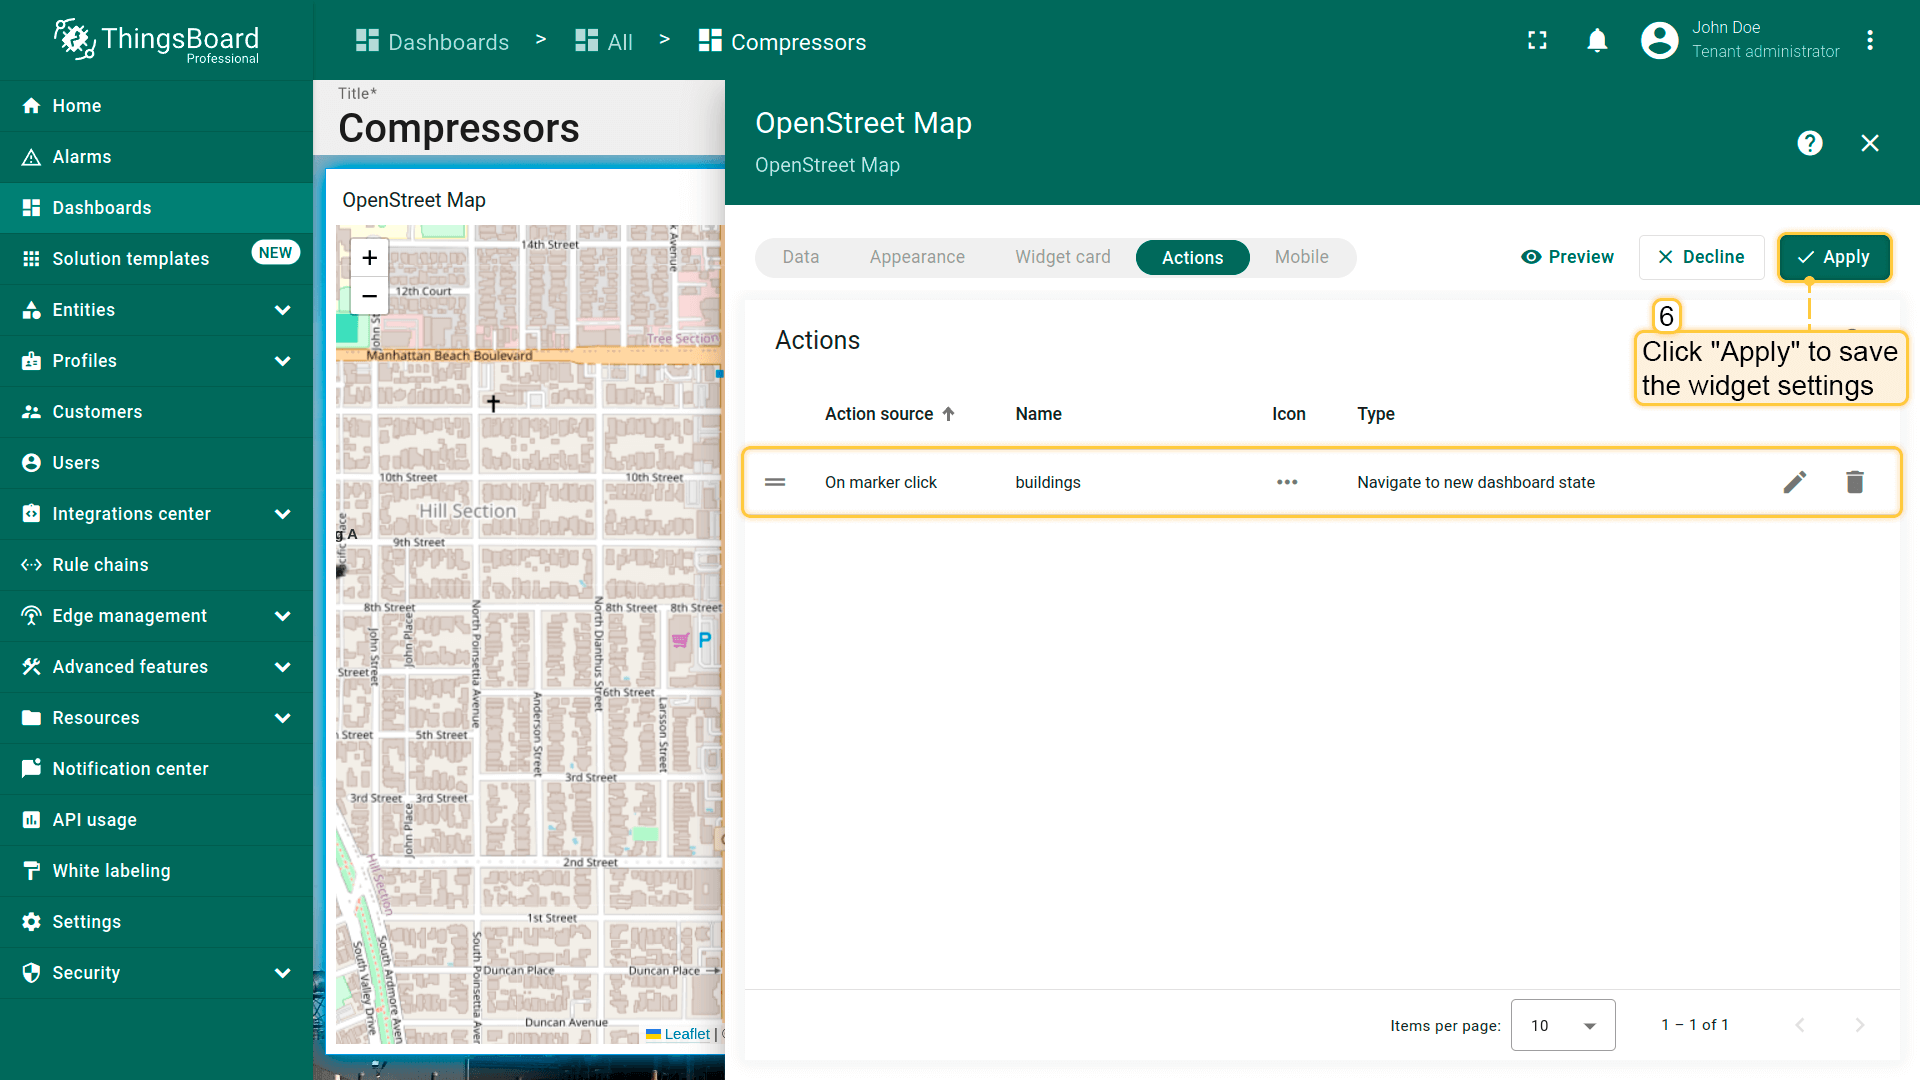 ThingsBoard
Professional
Dashboards > All > Compressors
John Doe
Tenant administrator
Home
Alarms
Dashboards
Solution templates NEW
Entities
Profiles
Customers
Users
Integrations center
Rule chains
Edge management
Advanced features
Resources
Notification center
API usage
White labeling
Settings
Security
Title*
Compressors
OpenStreet Map
+
−
14th Street
12th Court
John St
Tree Section
Manhattan Beach Boulevard
10th Street
10th Street
Hill Section
g A
9th Street
8th Street
8th Street
8th Street
John Street
John Place
North Poinsettia Avenue
North Dianthus Street
P
Street
6th Street
Anderson Street
Larsson Street
Street
5th Street
3rd Street
3rd Street
3rd Street
John Place
Hill Section
2nd Street
1st Street
South Valley Drive
South Ardmore Aven
South Poinsettia Aver
Duncan Place
Duncan Place
Duncan Avenue
Leaflet |
OpenStreet Map
OpenStreet Map
Data
Appearance
Widget card
Actions
Mobile
Preview
Decline
Apply
6
Click "Apply" to save
the widget settings
Actions
Action source Name Icon Type
On marker click buildings Navigate to new dashboard state
Items per page: 10 1 – 1 of 1